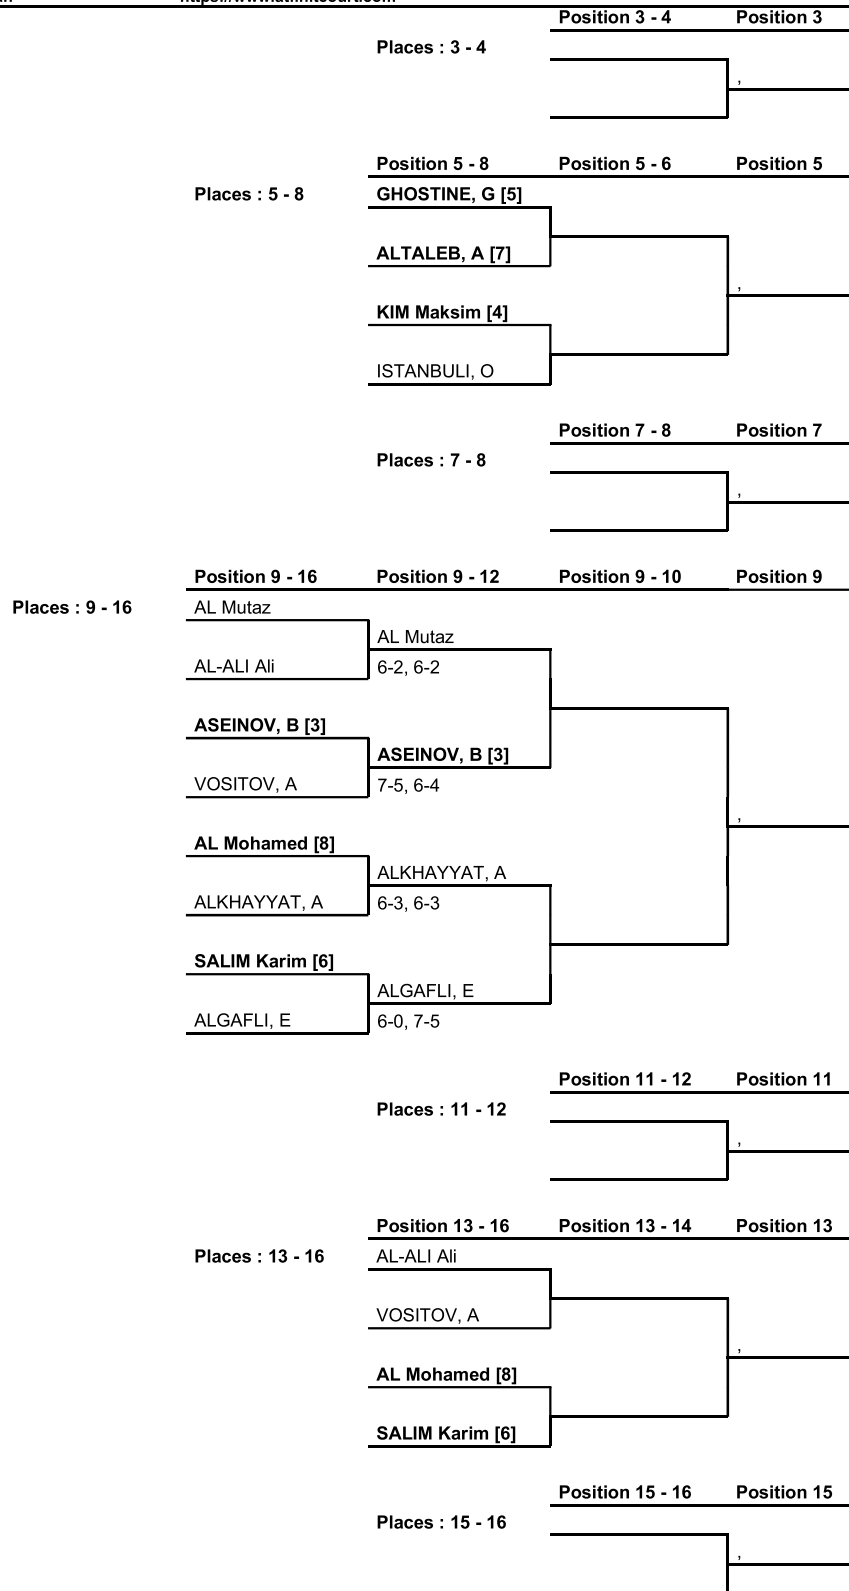 Position 3 - 4 Position 3
Places : 3 - 4
,
Position 5 - 8 Position 5 - 6 Position 5
Places : 5 - 8 GHOSTINE, G [5]
ALTALEB, A [7]
,
KIM Maksim [4]
ISTANBULI, O
Position 7 - 8 Position 7
Places : 7 - 8
,
Position 9 - 16 Position 9 - 12 Position 9 - 10 Position 9
Places : 9 - 16 AL Mutaz
AL Mutaz
AL-ALI Ali 6-2, 6-2
ASEINOV, B [3]
ASEINOV, B [3]
VOSITOV, A 7-5, 6-4
,
AL Mohamed [8]
ALKHAYYAT, A
ALKHAYYAT, A 6-3, 6-3
SALIM Karim [6]
ALGAFLI, E
ALGAFLI, E 6-0, 7-5
Position 11 - 12 Position 11
Places : 11 - 12
,
Position 13 - 16 Position 13 - 14 Position 13
Places : 13 - 16 AL-ALI Ali
VOSITOV, A
,
AL Mohamed [8]
SALIM Karim [6]
Position 15 - 16 Position 15
Places : 15 - 16
,